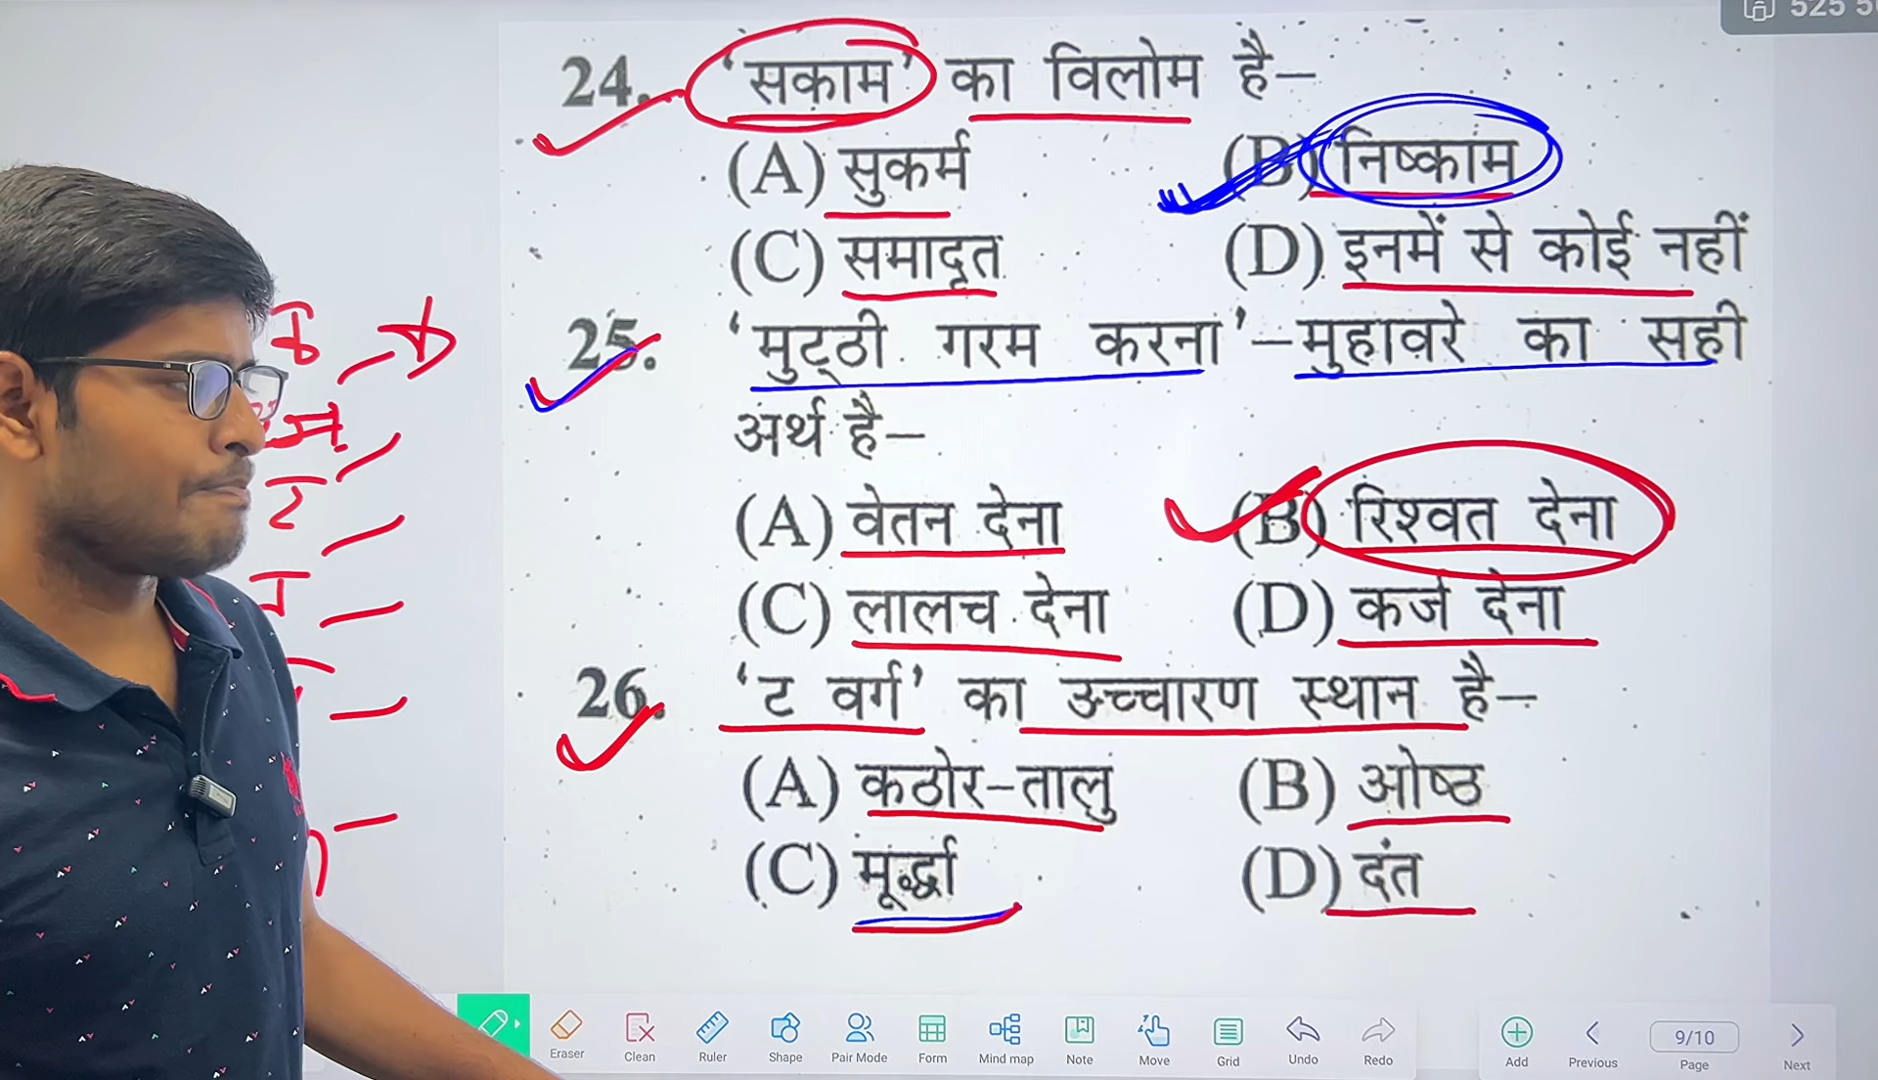 525 5
24. 'सकाम' का विलोम है–
(A) सुकर्म (B) निष्काम
(C) समादृत (D) इनमें से कोई नहीं
25. 'मुट्ठी गरम करना'–मुहावरे का सही
अर्थ है–
(A) वेतन देना (B) रिश्वत देना
(C) लालच देना (D) कर्ज देना
26. 'ट वर्ग' का उच्चारण स्थान है–
(A) कठोर-तालु (B) ओष्ठ
(C) मूर्द्धा (D) दंत
Eraser Clean Ruler Shape Pair Mode Form Mind map Note Move Grid Undo Redo Add Previous 9/10 Page Next